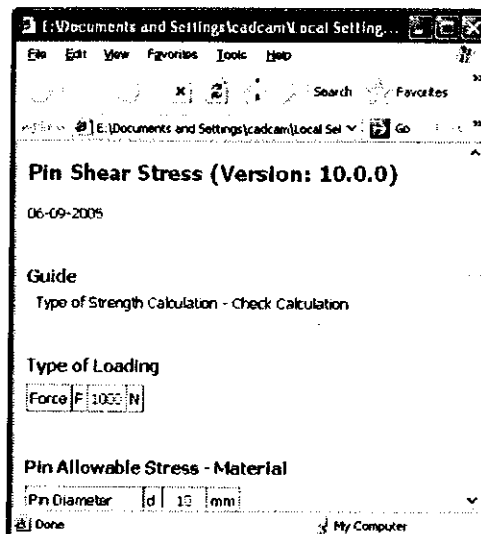 E:\Documents and Settings\cadcam\Local Setting...
File Edit View Favorites Tools Help
Search Favorites
E:\Documents and Settings\cadcam\Local Set Go
Pin Shear Stress (Version: 10.0.0)
06-09-2005
Guide
Type of Strength Calculation - Check Calculation
Type of Loading
Force F 1000 N
Pin Allowable Stress - Material
Pin Diameter d 10 mm
Done My Computer